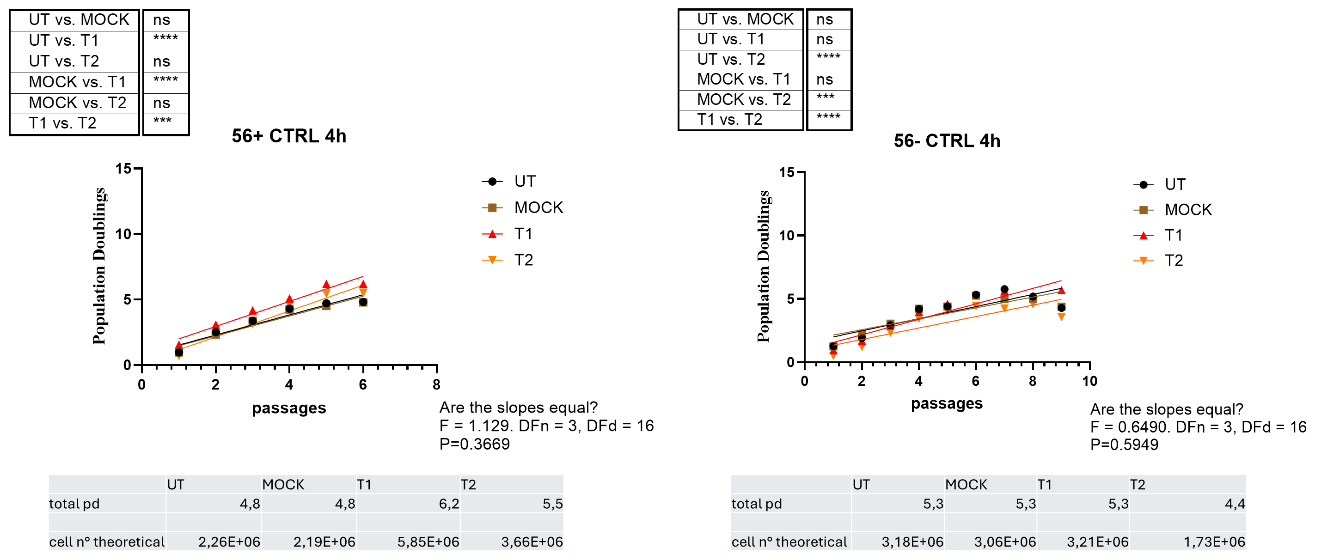 UT vs. MOCK ns
UT vs. T1 ****
UT vs. T2 ns
MOCK vs. T1 ****
MOCK vs. T2 ns
T1 vs. T2 ***
56+ CTRL 4h
Population Doublings
15
10
5
0
0 2 4 6 8
passages
UT
MOCK
T1
T2
Are the slopes equal?
F = 1.129. DFn = 3, DFd = 16
P=0.3669
UT MOCK T1 T2
total pd 4,8 4,8 6,2 5,5
cell n° theoretical 2,26E+06 2,19E+06 5,85E+06 3,66E+06
UT vs. MOCK ns
UT vs. T1 ns
UT vs. T2 ****
MOCK vs. T1 ns
MOCK vs. T2 ***
T1 vs. T2 ****
56- CTRL 4h
Population Doublings
15
10
5
0
0 2 4 6 8 10
passages
UT
MOCK
T1
T2
Are the slopes equal?
F = 0.6490. DFn = 3, DFd = 16
P=0.5949
UT MOCK T1 T2
total pd 5,3 5,3 5,3 4,4
cell n° theoretical 3,18E+06 3,06E+06 3,21E+06 1,73E+06